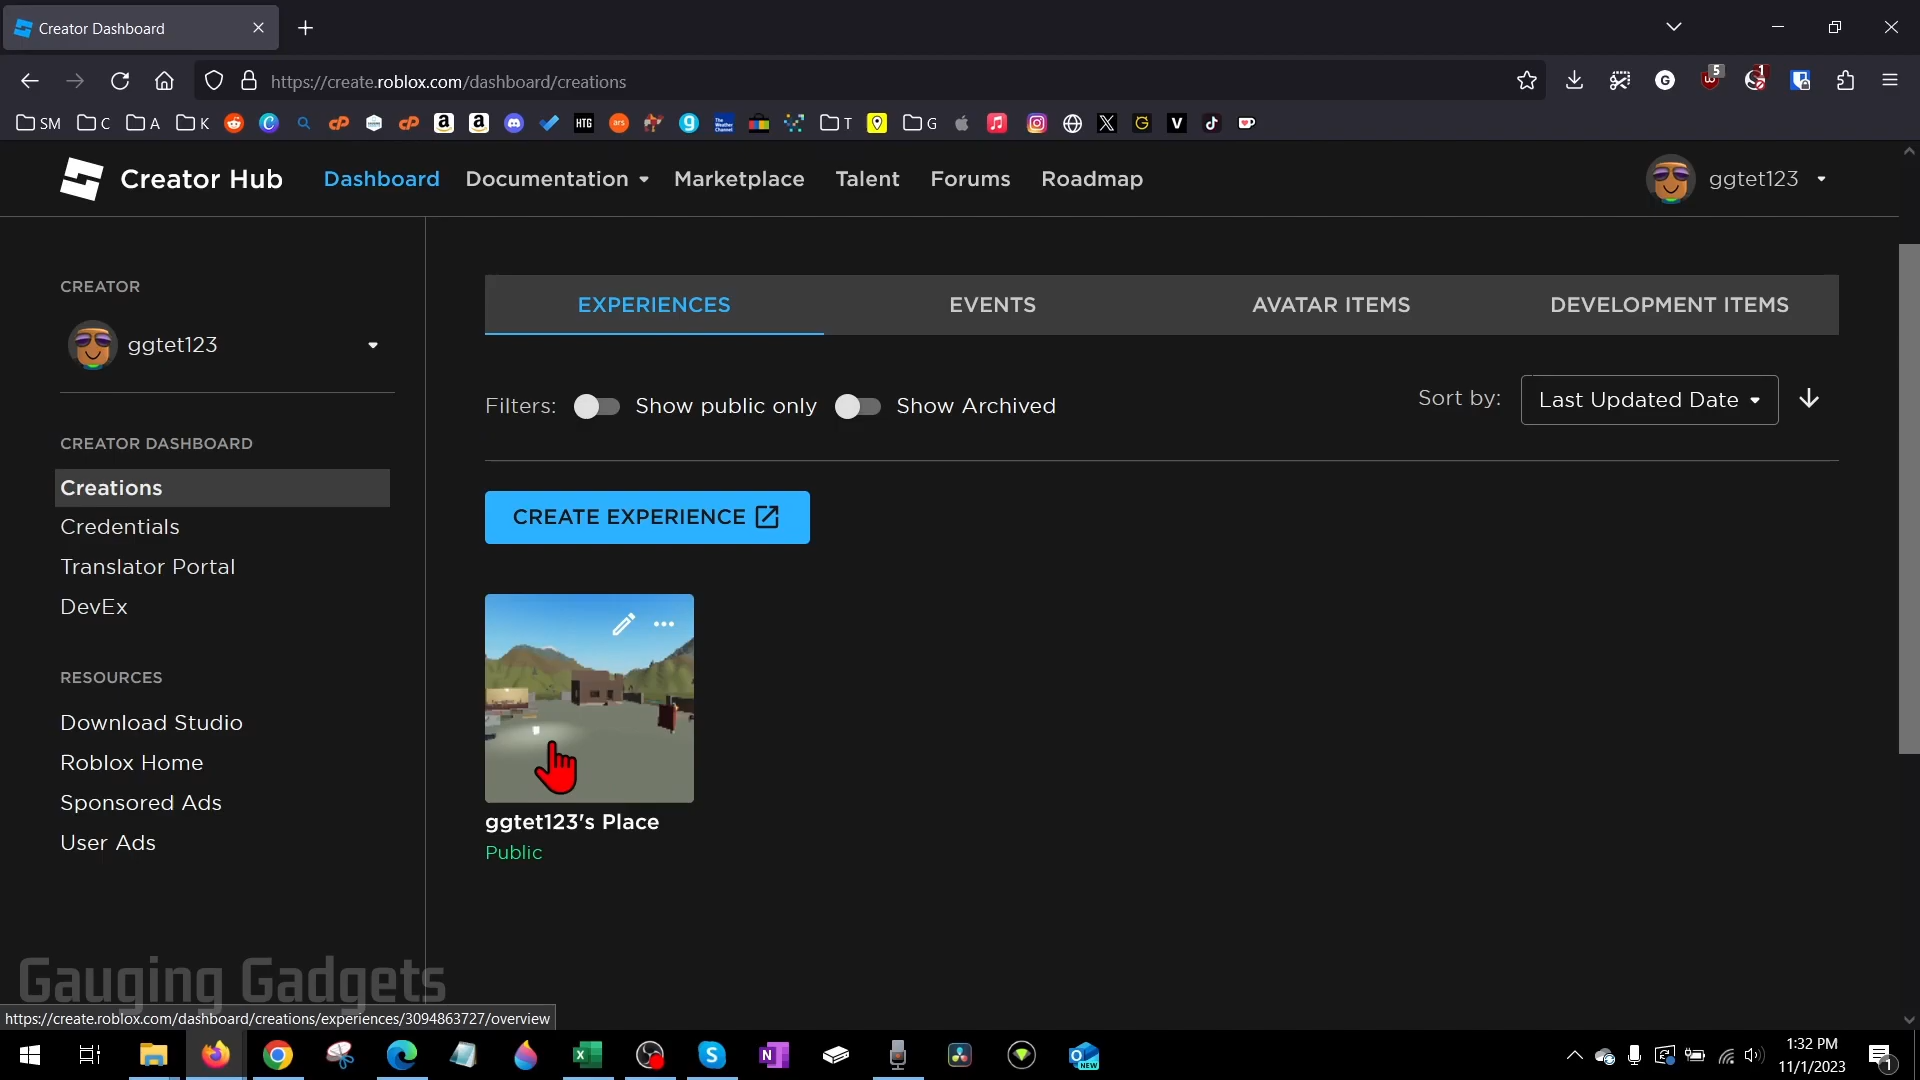 Creator Dashboard
https://create.roblox.com/dashboard/creations
SM C A K T G
Creator Hub Dashboard Documentation Marketplace Talent Forums Roadmap ggtet123
CREATOR
ggtet123
CREATOR DASHBOARD
Creations
Credentials
Translator Portal
DevEx
RESOURCES
Download Studio
Roblox Home
Sponsored Ads
User Ads
EXPERIENCES EVENTS AVATAR ITEMS DEVELOPMENT ITEMS
Filters: Show public only Show Archived Sort by: Last Updated Date
CREATE EXPERIENCE
ggtet123's Place
Public
Gauging Gadgets
https://create.roblox.com/dashboard/creations/experiences/3094863727/overview
1:32 PM
11/1/2023